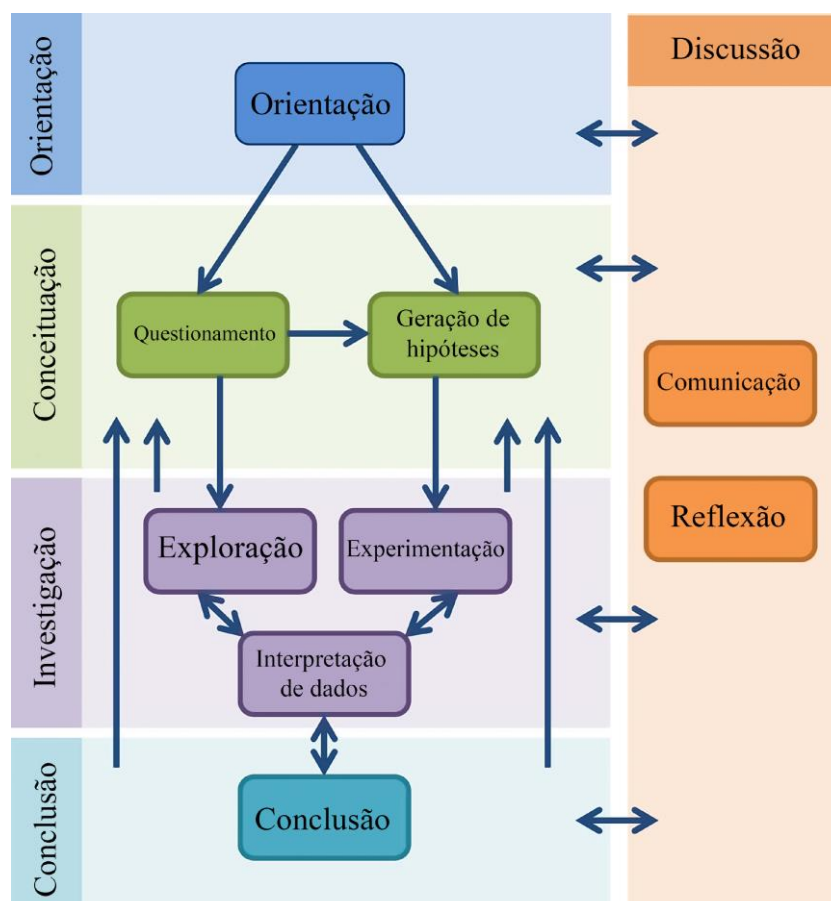 Orientação
Orientação
Discussão
Conceituação
Questionamento
Geração de
hipóteses
Comunicação
Reflexão
Investigação
Exploração
Experimentação
Interpretação
de dados
Conclusão
Conclusão